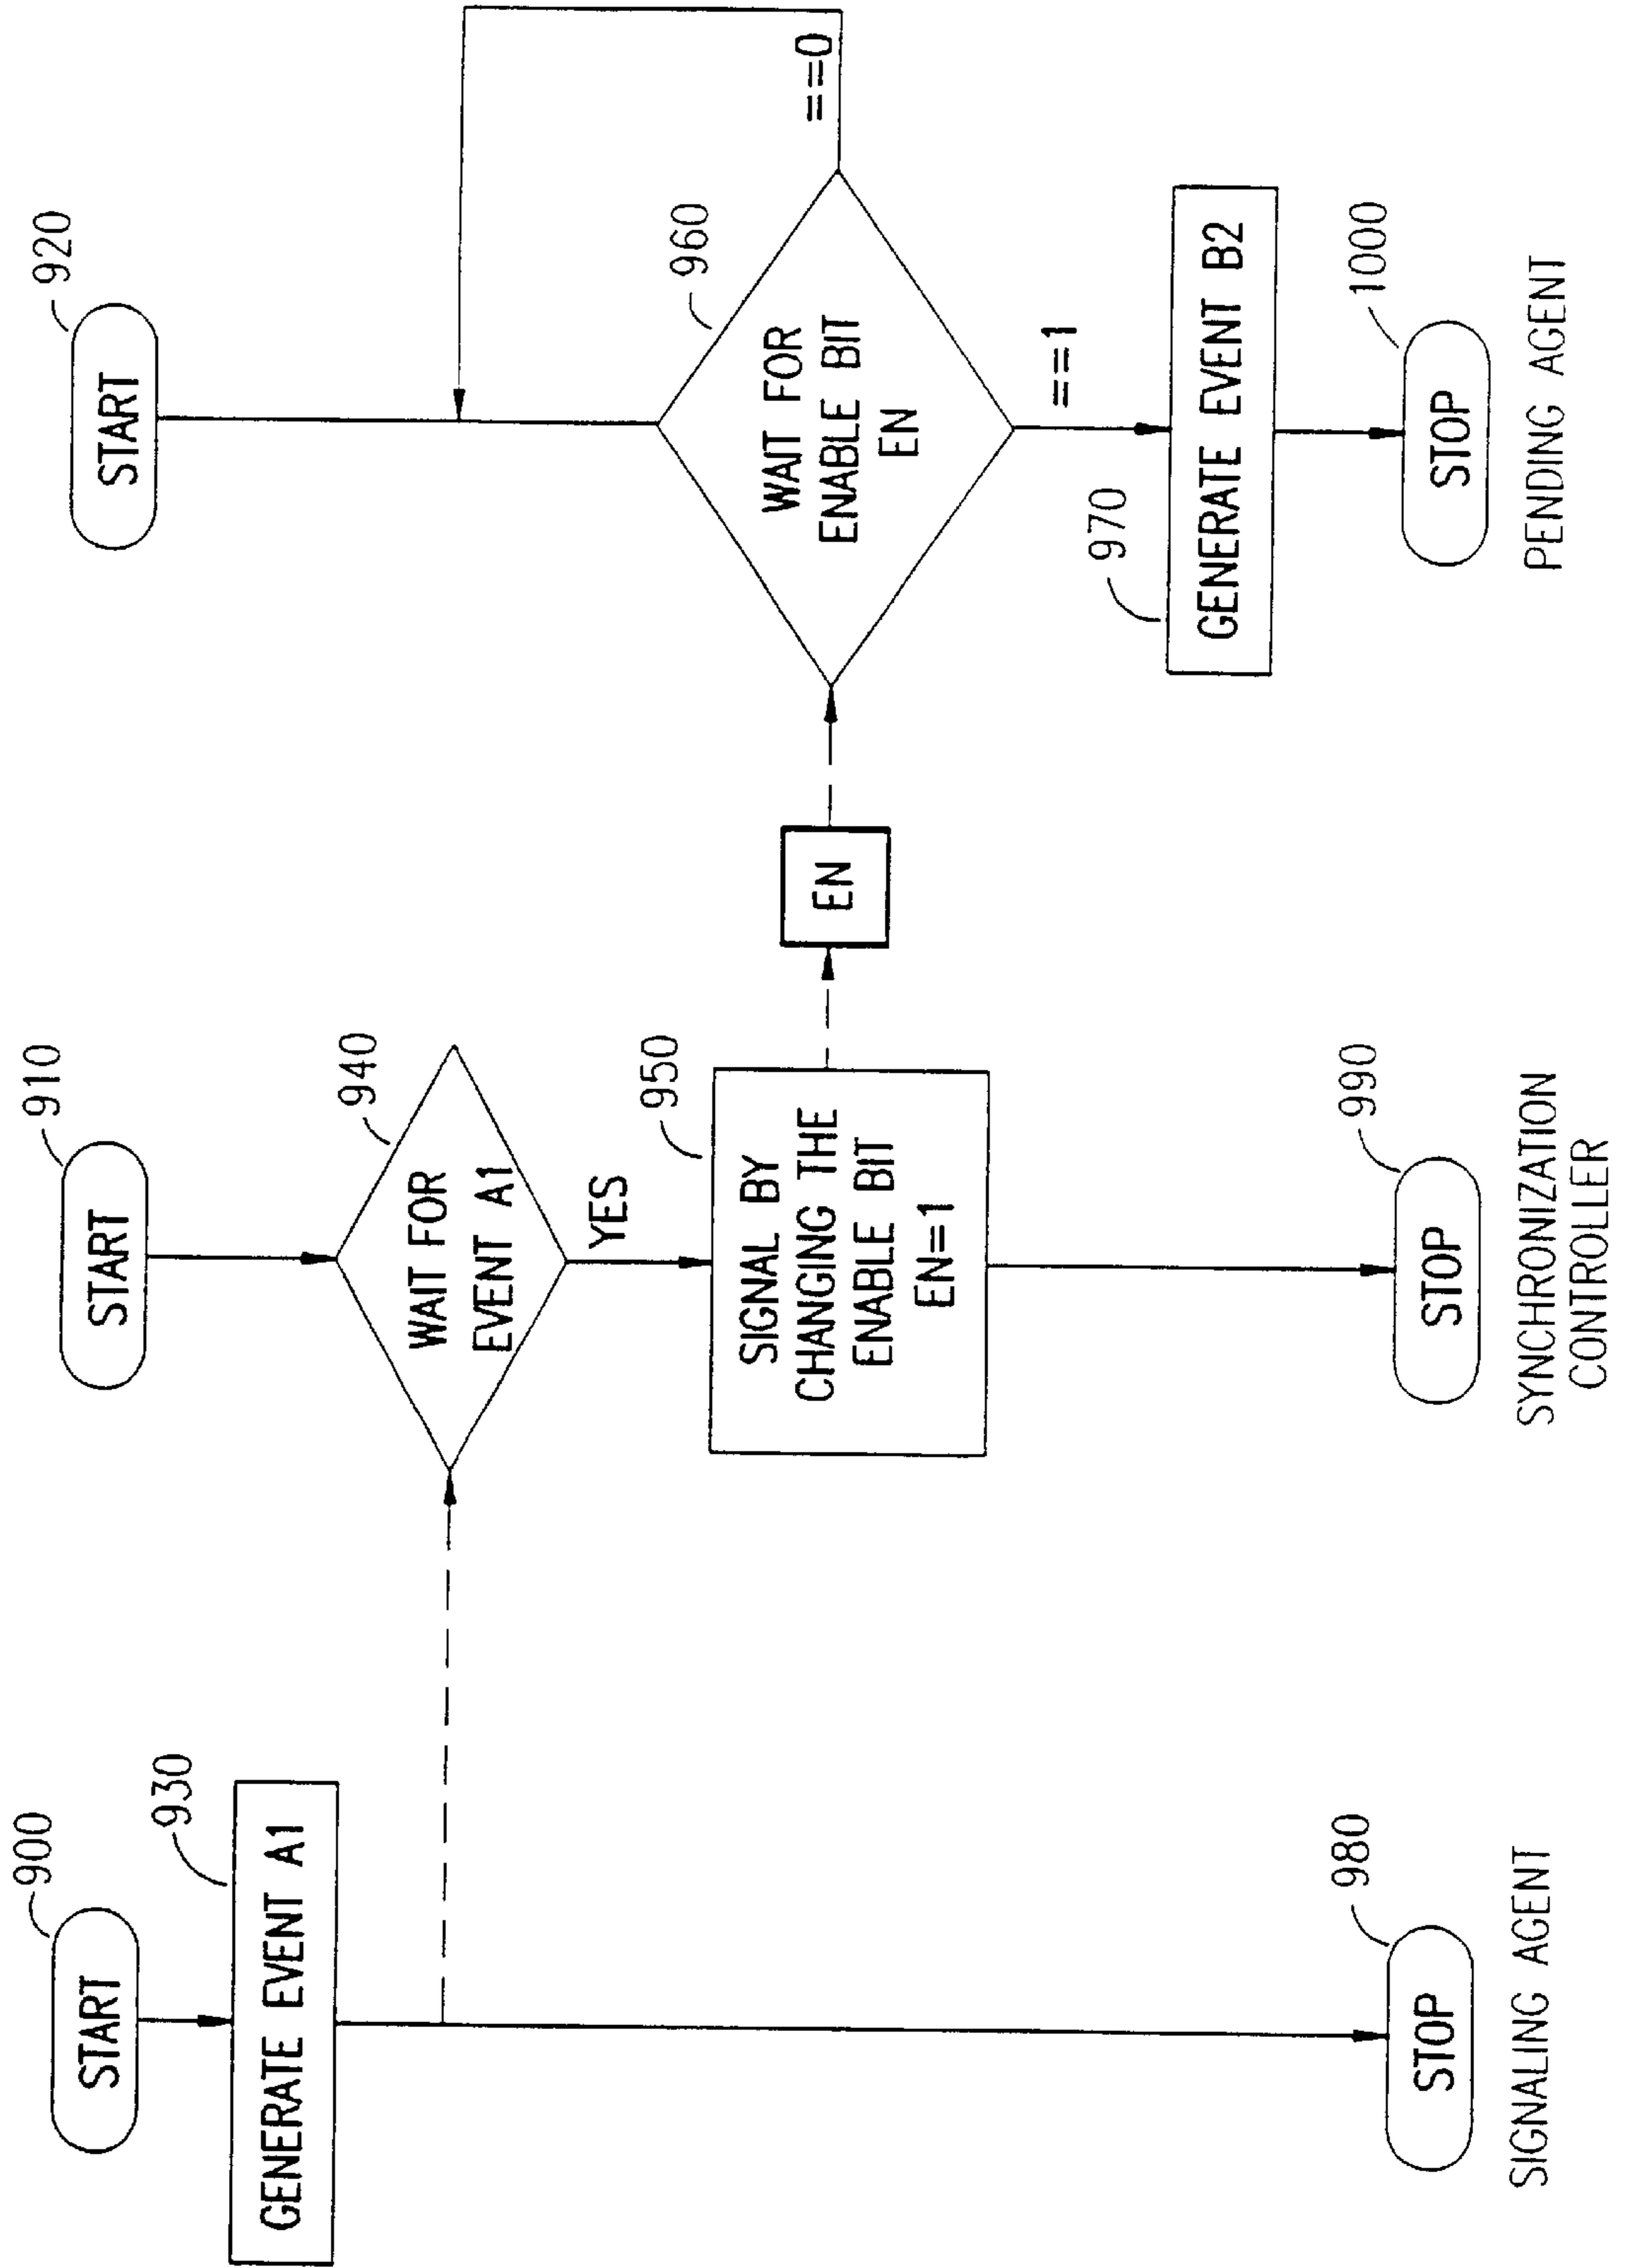 START
900
GENERATE EVENT A1
930
STOP
980
SIGNALING AGENT
START
910
WAIT FOR
EVENT A1
940
YES
SIGNAL BY
CHANGING THE
ENABLE BIT
EN=1
950
STOP
990
SYNCHRONIZATION
CONTROLLER
EN
START
920
WAIT FOR
ENABLE BIT
EN
960
==0
==1
GENERATE EVENT B2
970
STOP
1000
PENDING AGENT